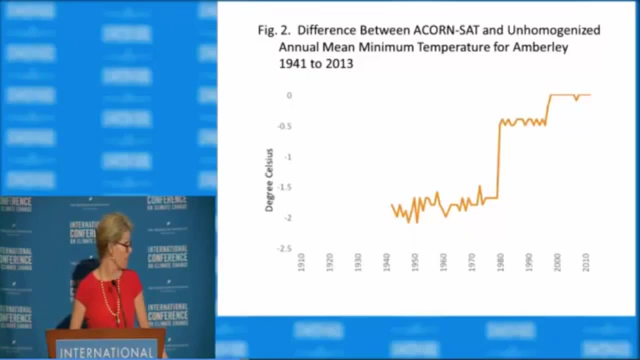 Fig. 2. Difference Between ACORN-SAT and Unhomogenized
Annual Mean Minimum Temperature for Amberley
1941 to 2013
0
-0.5
-1
-1.5
-2
-2.5
Degree Celsius
1910
1920
1930
1940
1950
1960
1970
1980
1990
2000
2010
INTERNATIONAL
CONFERENCE
ON CLIMATE CHANGE
INTERNATIONAL